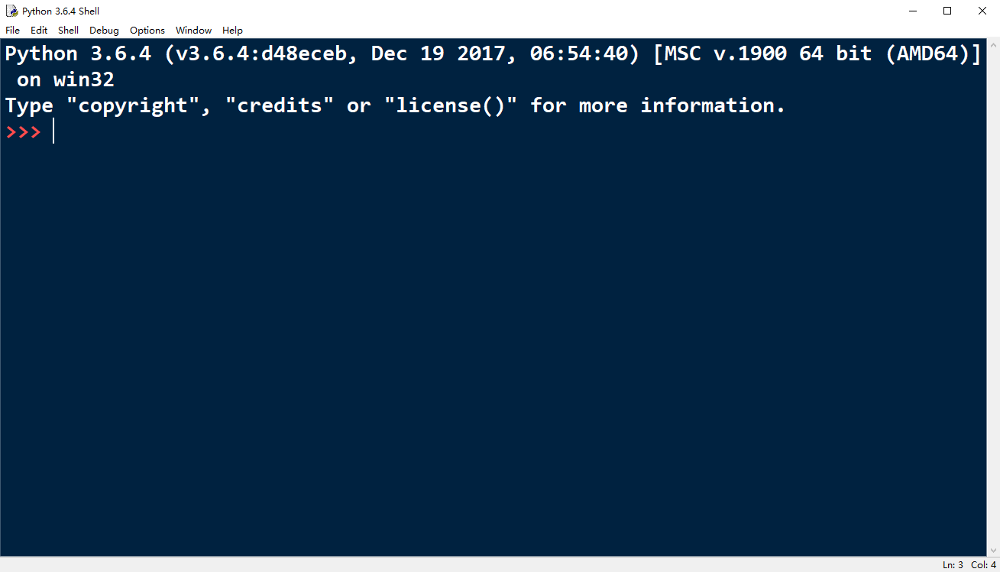 Python 3.6.4 Shell
File Edit Shell Debug Options Window Help
Python 3.6.4 (v3.6.4:d48eceb, Dec 19 2017, 06:54:40) [MSC v.1900 64 bit (AMD64)]
on win32
Type "copyright", "credits" or "license()" for more information.
>>>
Ln: 3 Col: 4